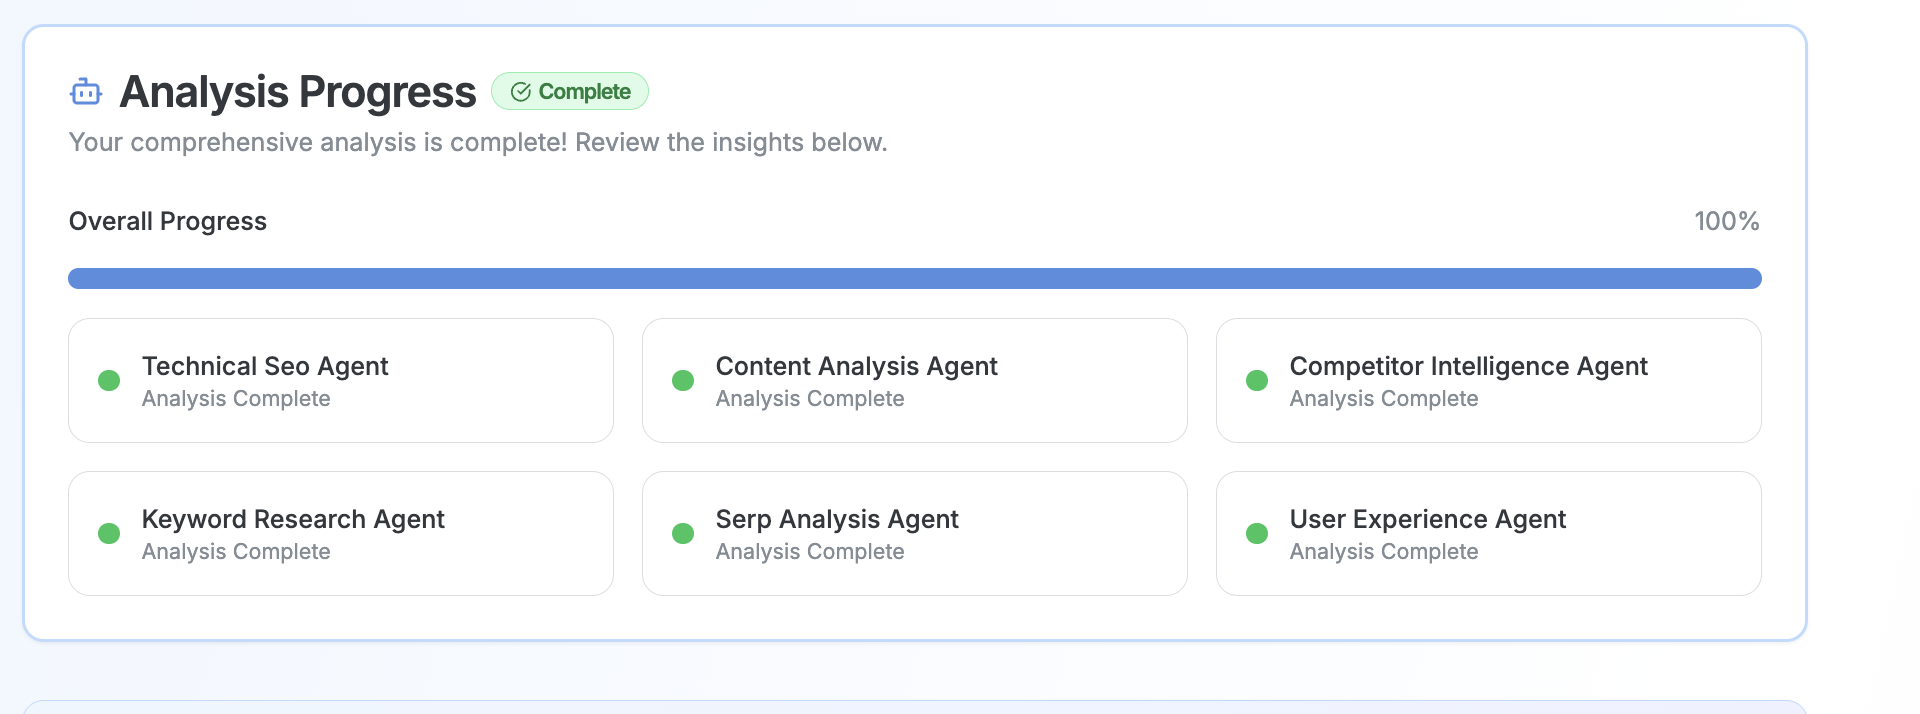 Analysis Progress
Complete
Your comprehensive analysis is complete! Review the insights below.
Overall Progress
100%
Technical Seo Agent
Analysis Complete
Content Analysis Agent
Analysis Complete
Competitor Intelligence Agent
Analysis Complete
Keyword Research Agent
Analysis Complete
Serp Analysis Agent
Analysis Complete
User Experience Agent
Analysis Complete